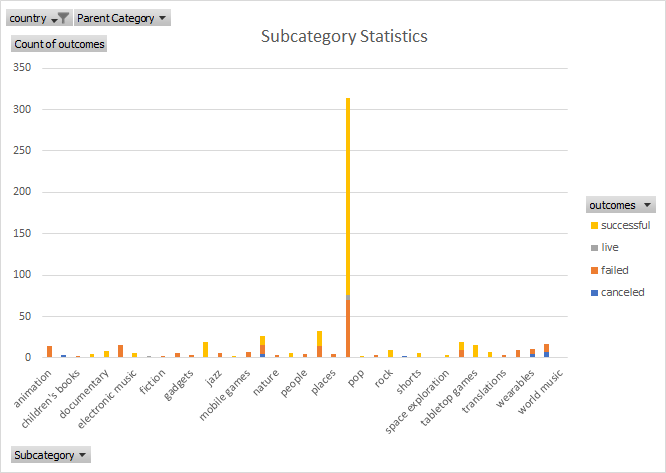 country Parent Category
Count of outcomes
Subcategory Statistics
350
300
250
200
150
100
50
0
animation
children's books
documentary
electronic music
fiction
gadgets
jazz
mobile games
nature
people
places
pop
rock
shorts
space exploration
tabletop games
translations
wearables
world music
outcomes
successful
live
failed
canceled
Subcategory